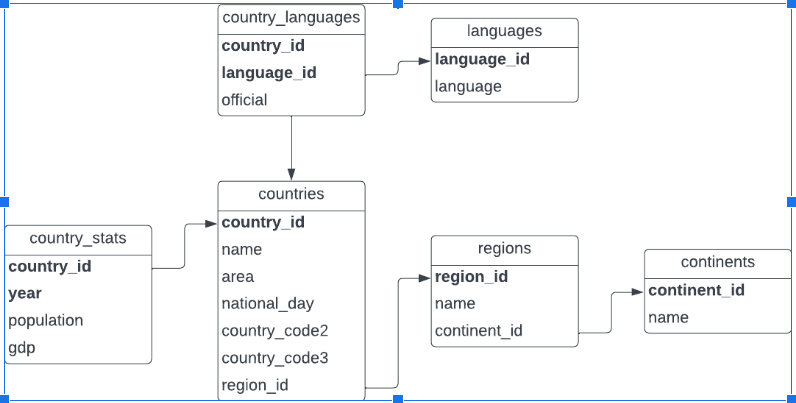 country_languages
country_id
language_id
official
languages
language_id
language
countries
country_id
name
area
national_day
country_code2
country_code3
region_id
country_stats
country_id
year
population
gdp
regions
region_id
name
continent_id
continents
continent_id
name